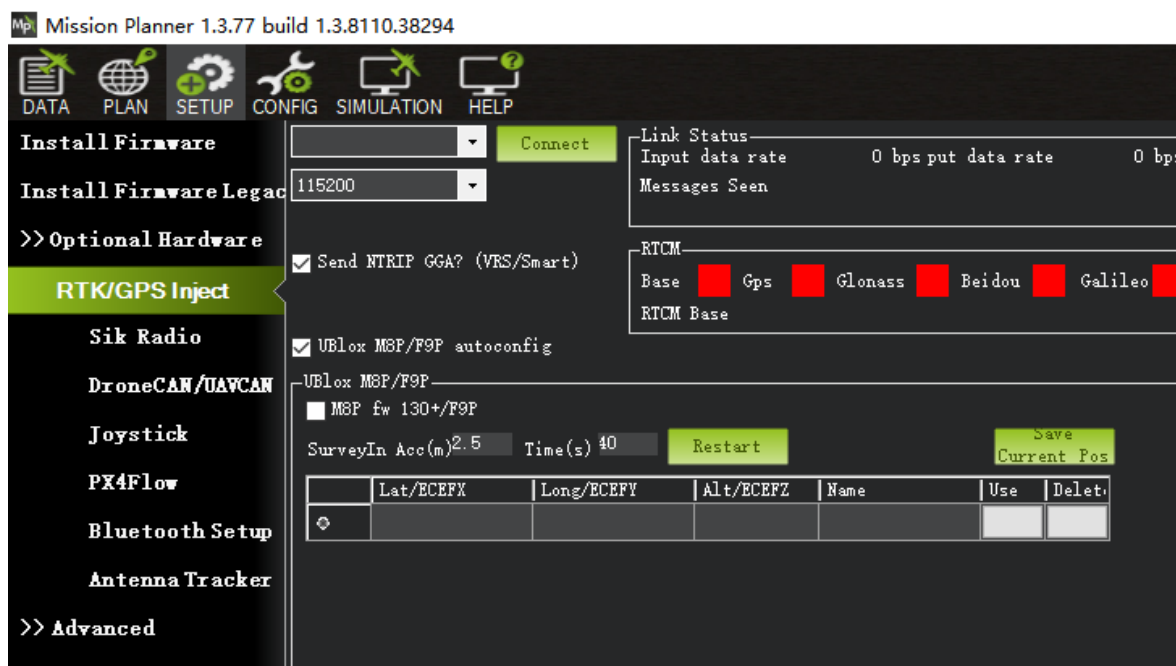 Mission Planner 1.3.77 build 1.3.8110.38294
DATA PLAN SETUP CONFIG SIMULATION HELP
Install Firmware
Install Firmware Legac
>> Optional Hardware
RTK/GPS Inject
Sik Radio
DroneCAN/UAVCAN
Joystick
PX4Flow
Bluetooth Setup
Antenna Tracker
>> Advanced
Connect
115200
Link Status
Input data rate 0 bps put data rate 0 bps
Messages Seen
Send NTRIP GGA? (VRS/Smart)
RTCM
Base Gps Glonass Beidou Galileo
RTCM Base
UBlox M8P/F9P autoconfig
UBlox M8P/F9P
M8P fw 130+/F9P
SurveyIn Acc(m) 2.5 Time(s) 40 Restart
Save
Current Pos
Lat/ECEFX Long/ECEFY Alt/ECEFZ Name Use Delet